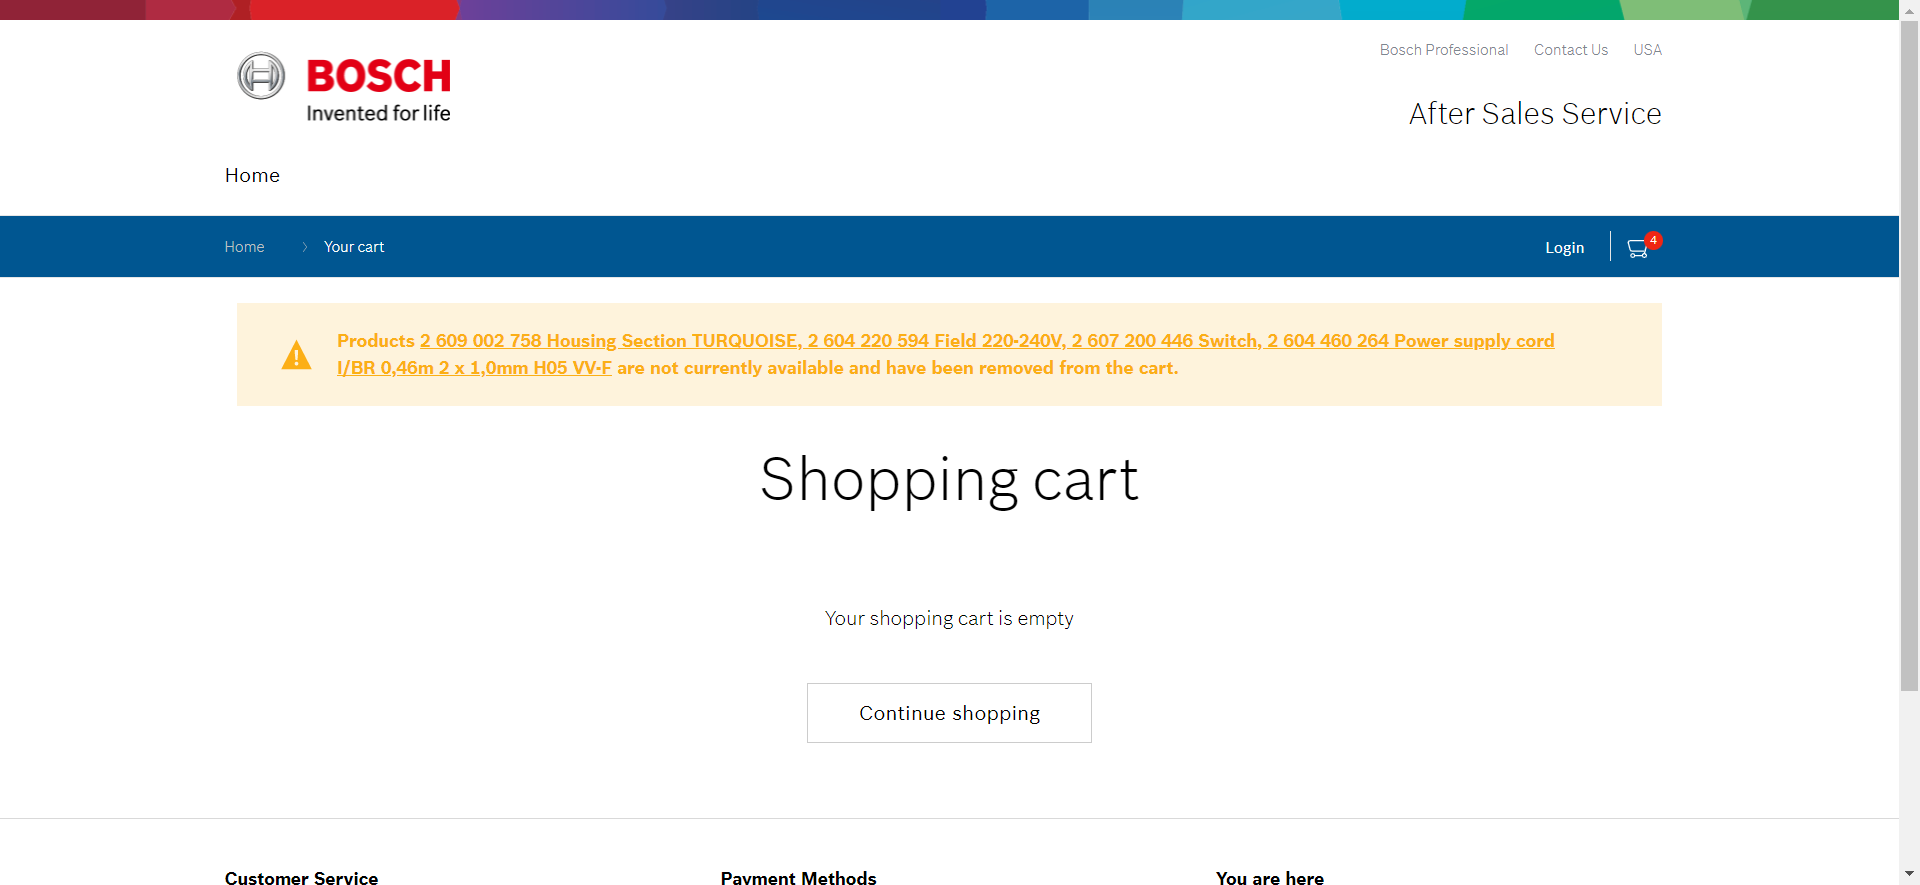 Bosch Professional Contact Us USA
BOSCH
Invented for life
After Sales Service
Home
Home Your cart Login 4
Products 2 609 002 758 Housing Section TURQUOISE, 2 604 220 594 Field 220-240V, 2 607 200 446 Switch, 2 604 460 264 Power supply cord
I/BR 0,46m 2 x 1,0mm H05 VV-F are not currently available and have been removed from the cart.
Shopping cart
Your shopping cart is empty
Continue shopping
Customer Service Payment Methods You are here